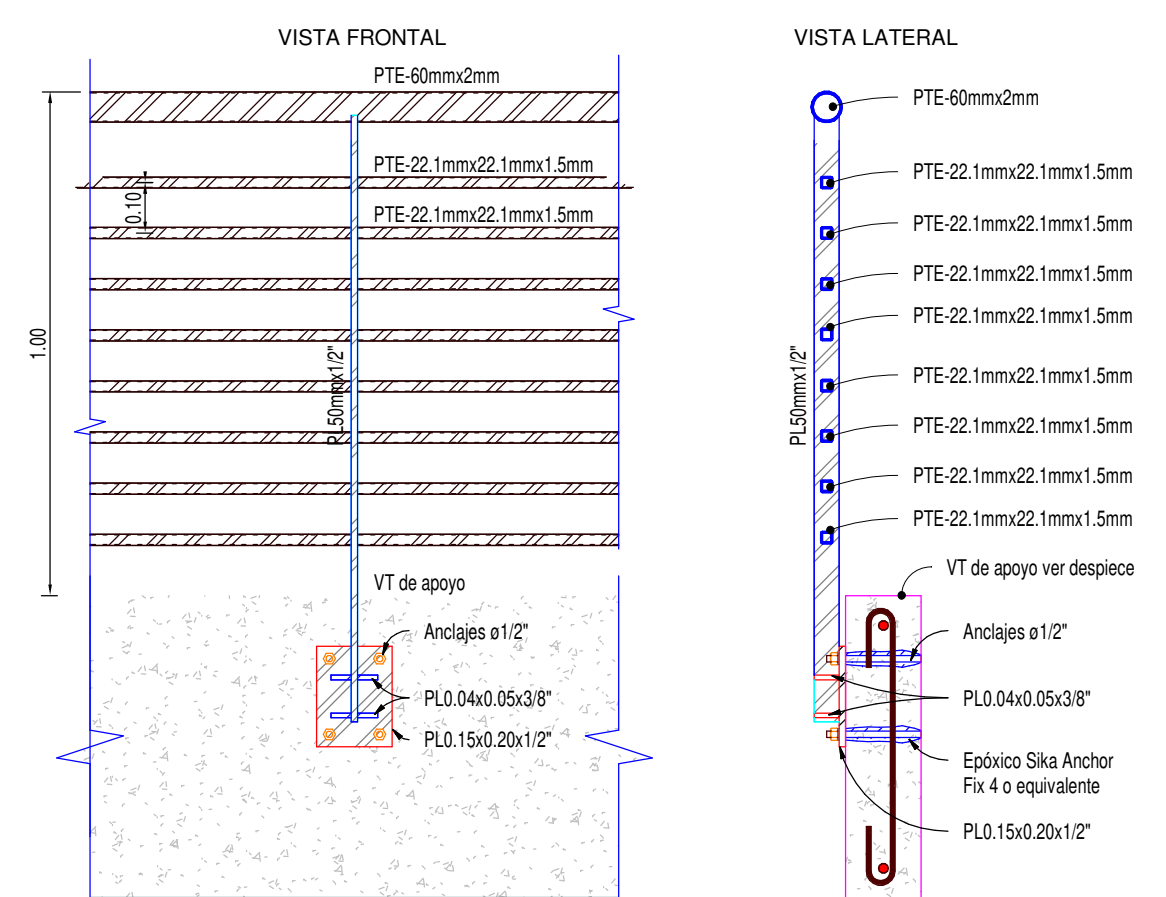 VISTA FRONTAL
PTE-60mmx2mm
PTE-22.1mmx22.1mmx1.5mm
0.10
PTE-22.1mmx22.1mmx1.5mm
1.00
PL50mmx1/2"
VT de apoyo
Anclajes ø1/2"
PL0.04x0.05x3/8"
PL0.15x0.20x1/2"
VISTA LATERAL
PTE-60mmx2mm
PTE-22.1mmx22.1mmx1.5mm
PTE-22.1mmx22.1mmx1.5mm
PTE-22.1mmx22.1mmx1.5mm
PTE-22.1mmx22.1mmx1.5mm
PTE-22.1mmx22.1mmx1.5mm
PTE-22.1mmx22.1mmx1.5mm
PTE-22.1mmx22.1mmx1.5mm
PTE-22.1mmx22.1mmx1.5mm
PL50mmx1/2"
VT de apoyo ver despiece
Anclajes ø1/2"
PL0.04x0.05x3/8"
Epóxico Sika Anchor
Fix 4 o equivalente
PL0.15x0.20x1/2"